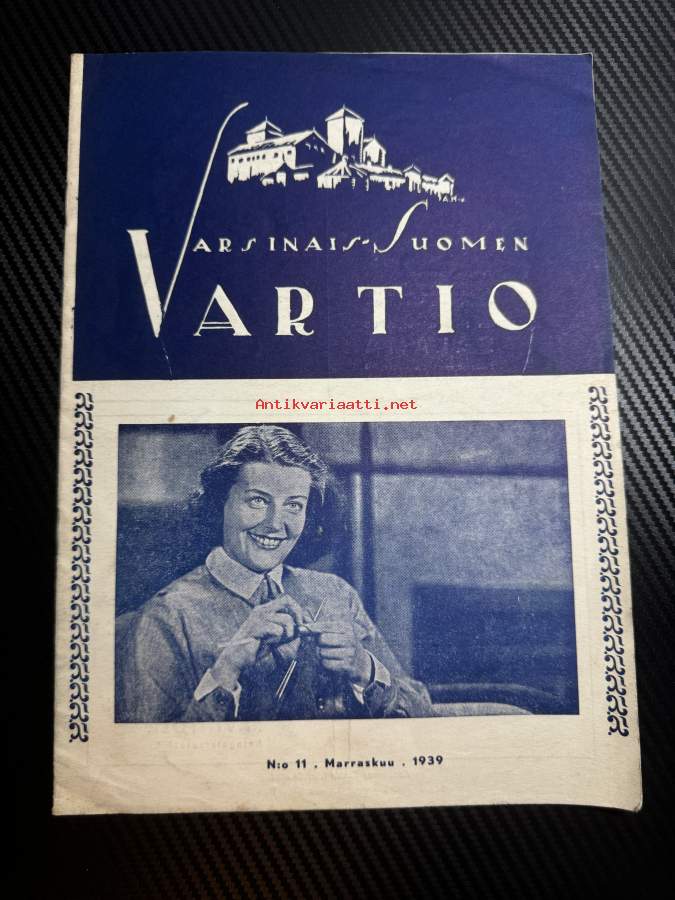 VARSINAIS-SUOMEN
VARTIO
Antikvariaatti.net
N:o 11 . Marraskuu . 1939